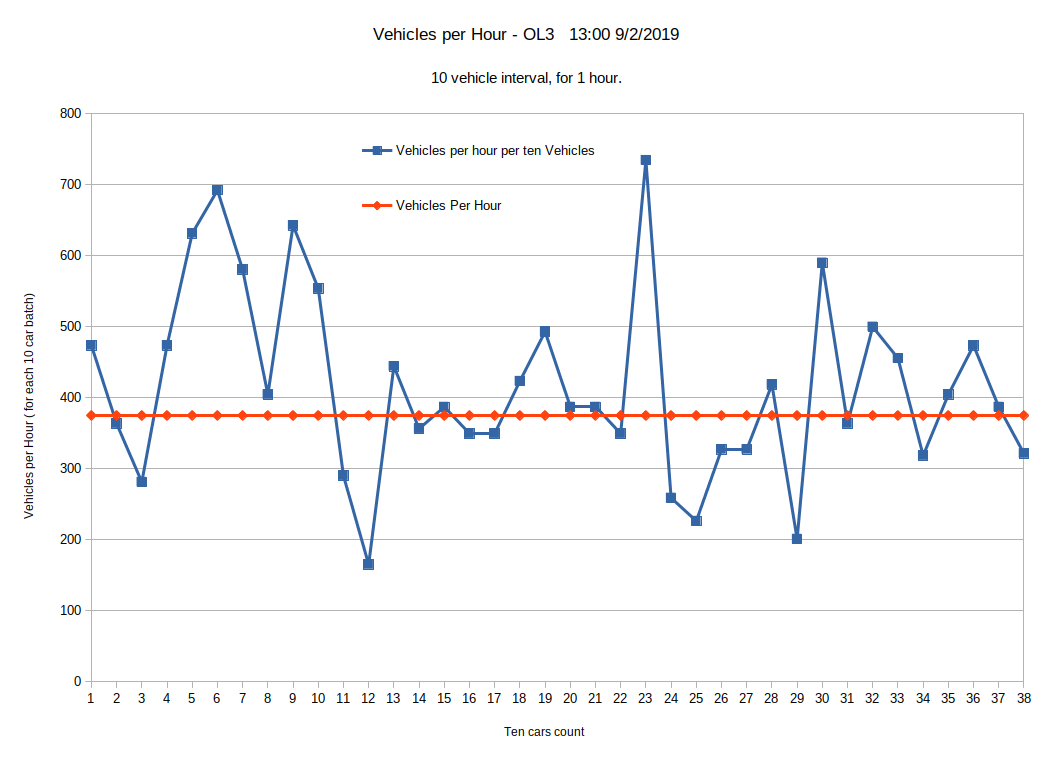 Vehicles per Hour - OL3   13:00 9/2/2019
10 vehicle interval, for 1 hour.
800
700
600
500
400
300
200
100
0
Vehicles per hour per ten Vehicles
Vehicles Per Hour
Vehicles per Hour ( for each 10 car batch)
1 2 3 4 5 6 7 8 9 10 11 12 13 14 15 16 17 18 19 20 21 22 23 24 25 26 27 28 29 30 31 32 33 34 35 36 37 38
Ten cars count